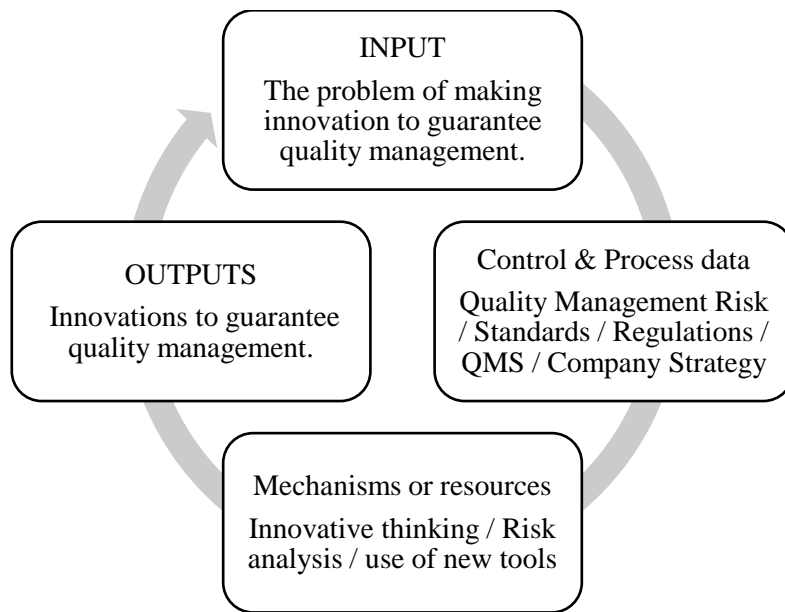 INPUT
The problem of making
innovation to guarantee
quality management.
Control & Process data
Quality Management Risk
/ Standards / Regulations /
QMS / Company Strategy
Mechanisms or resources
Innovative thinking / Risk
analysis / use of new tools
OUTPUTS
Innovations to guarantee
quality management.